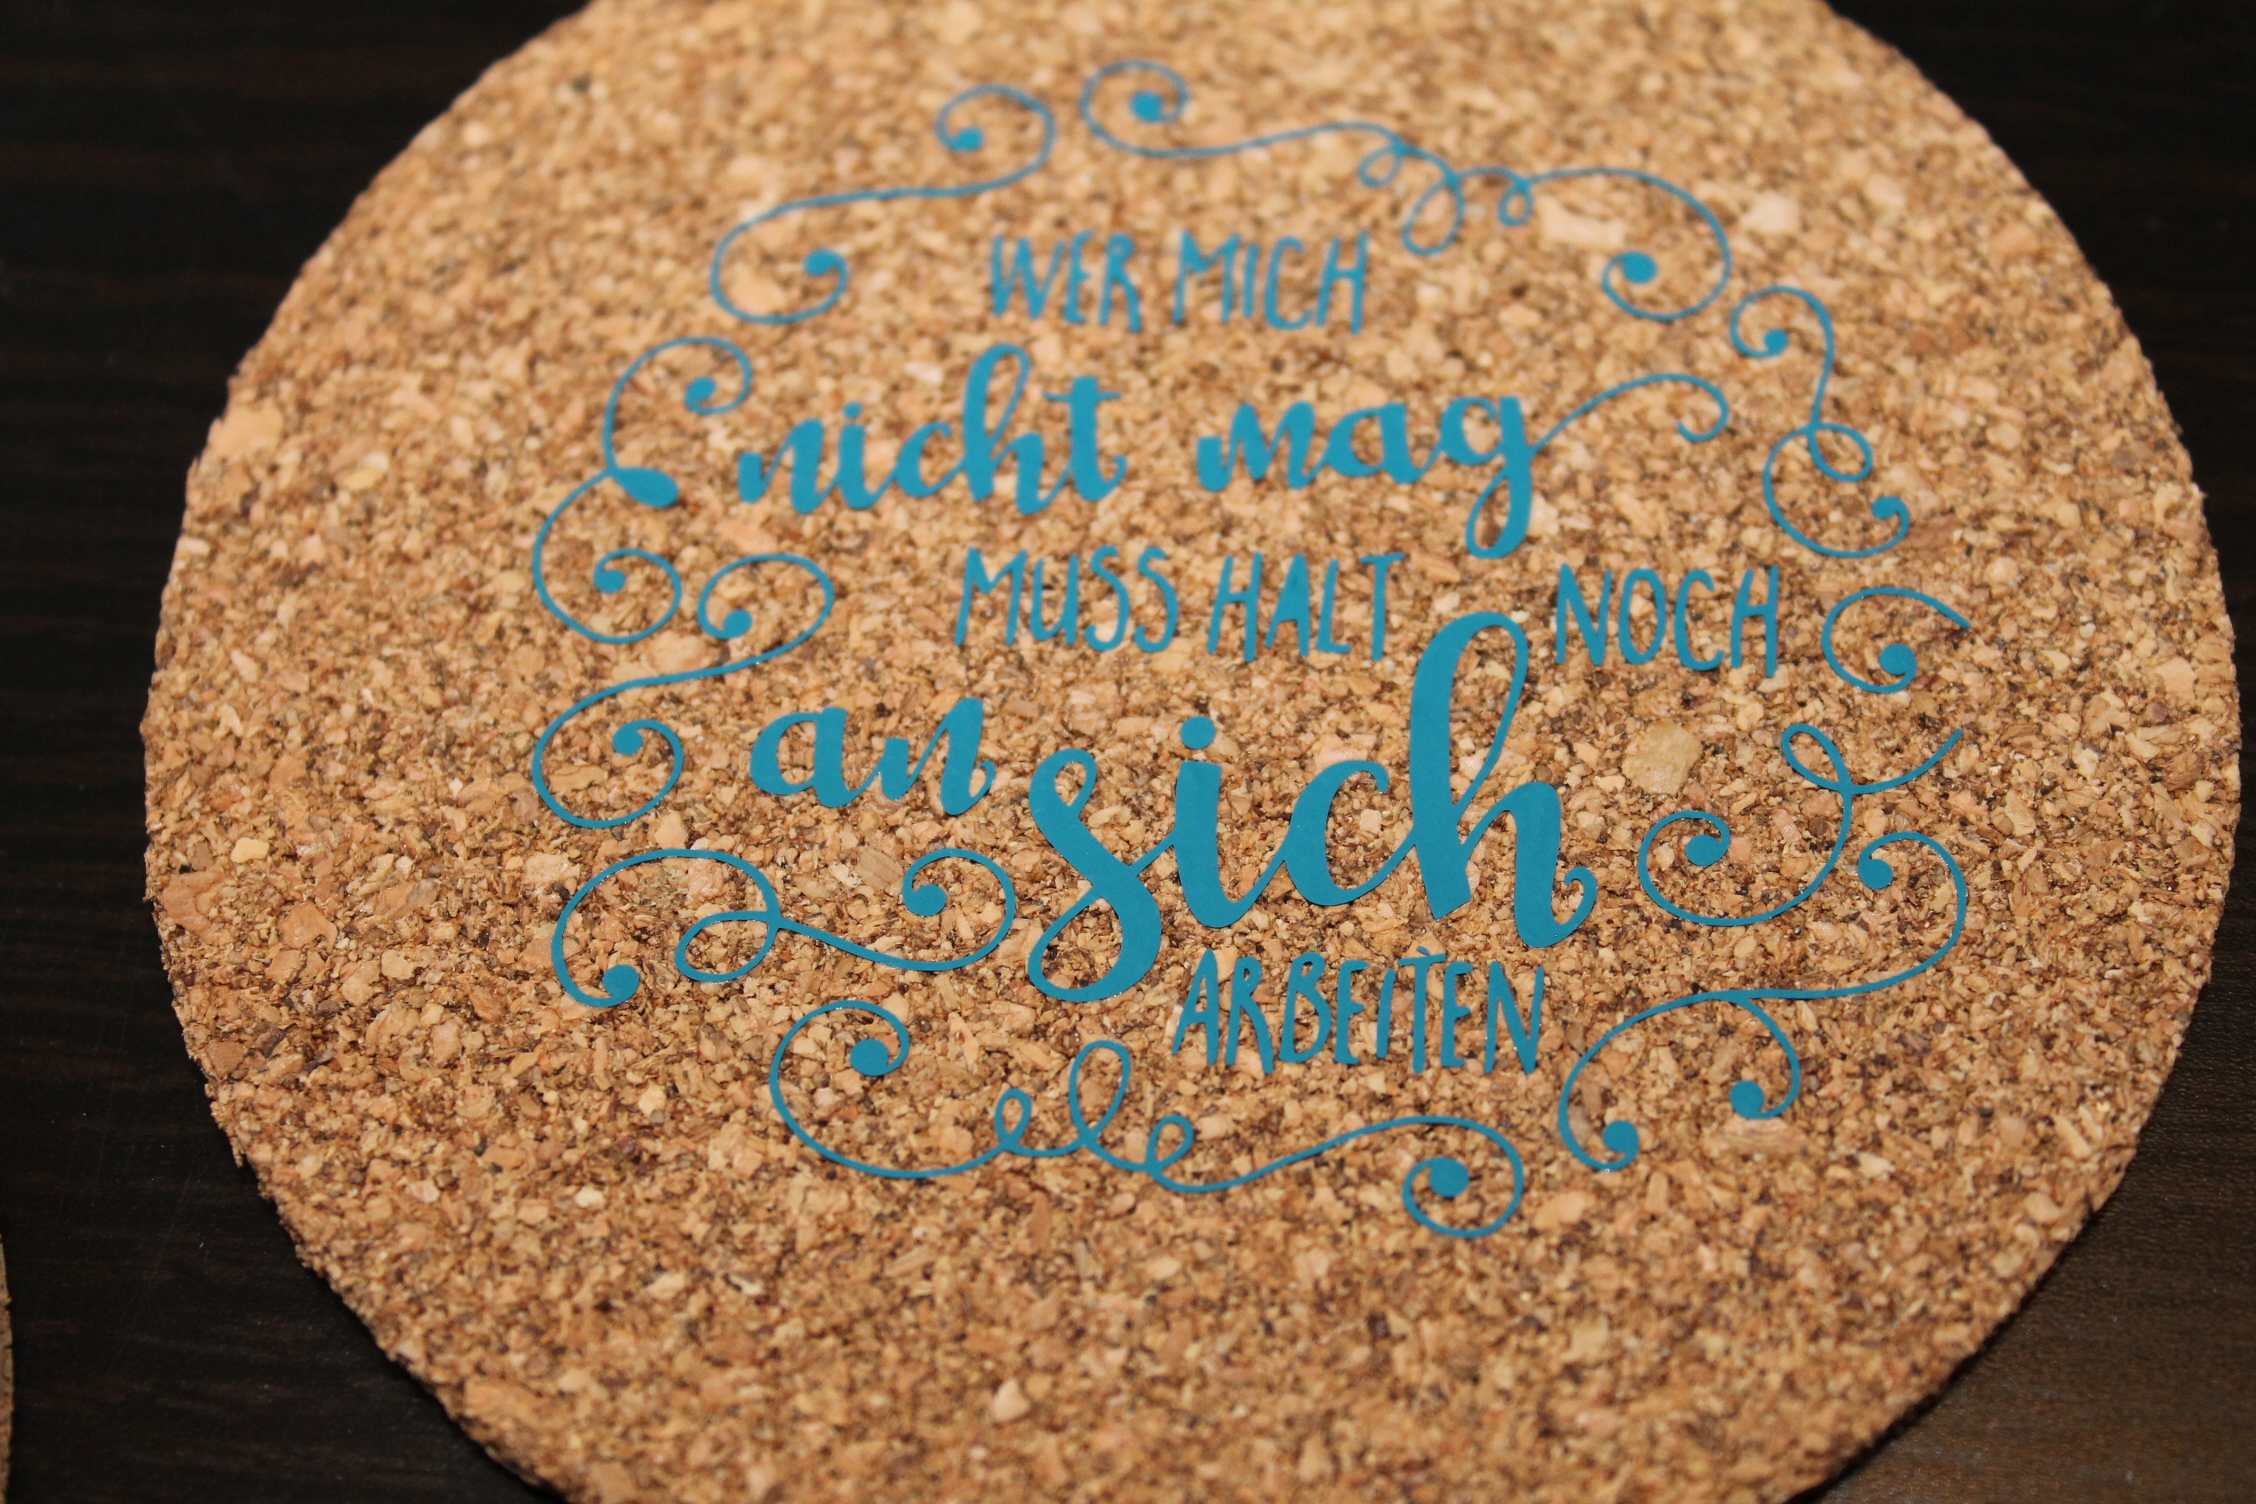 WER MICH
nicht mag
MUSS HALT NOCH
an sich
ARBEITEN